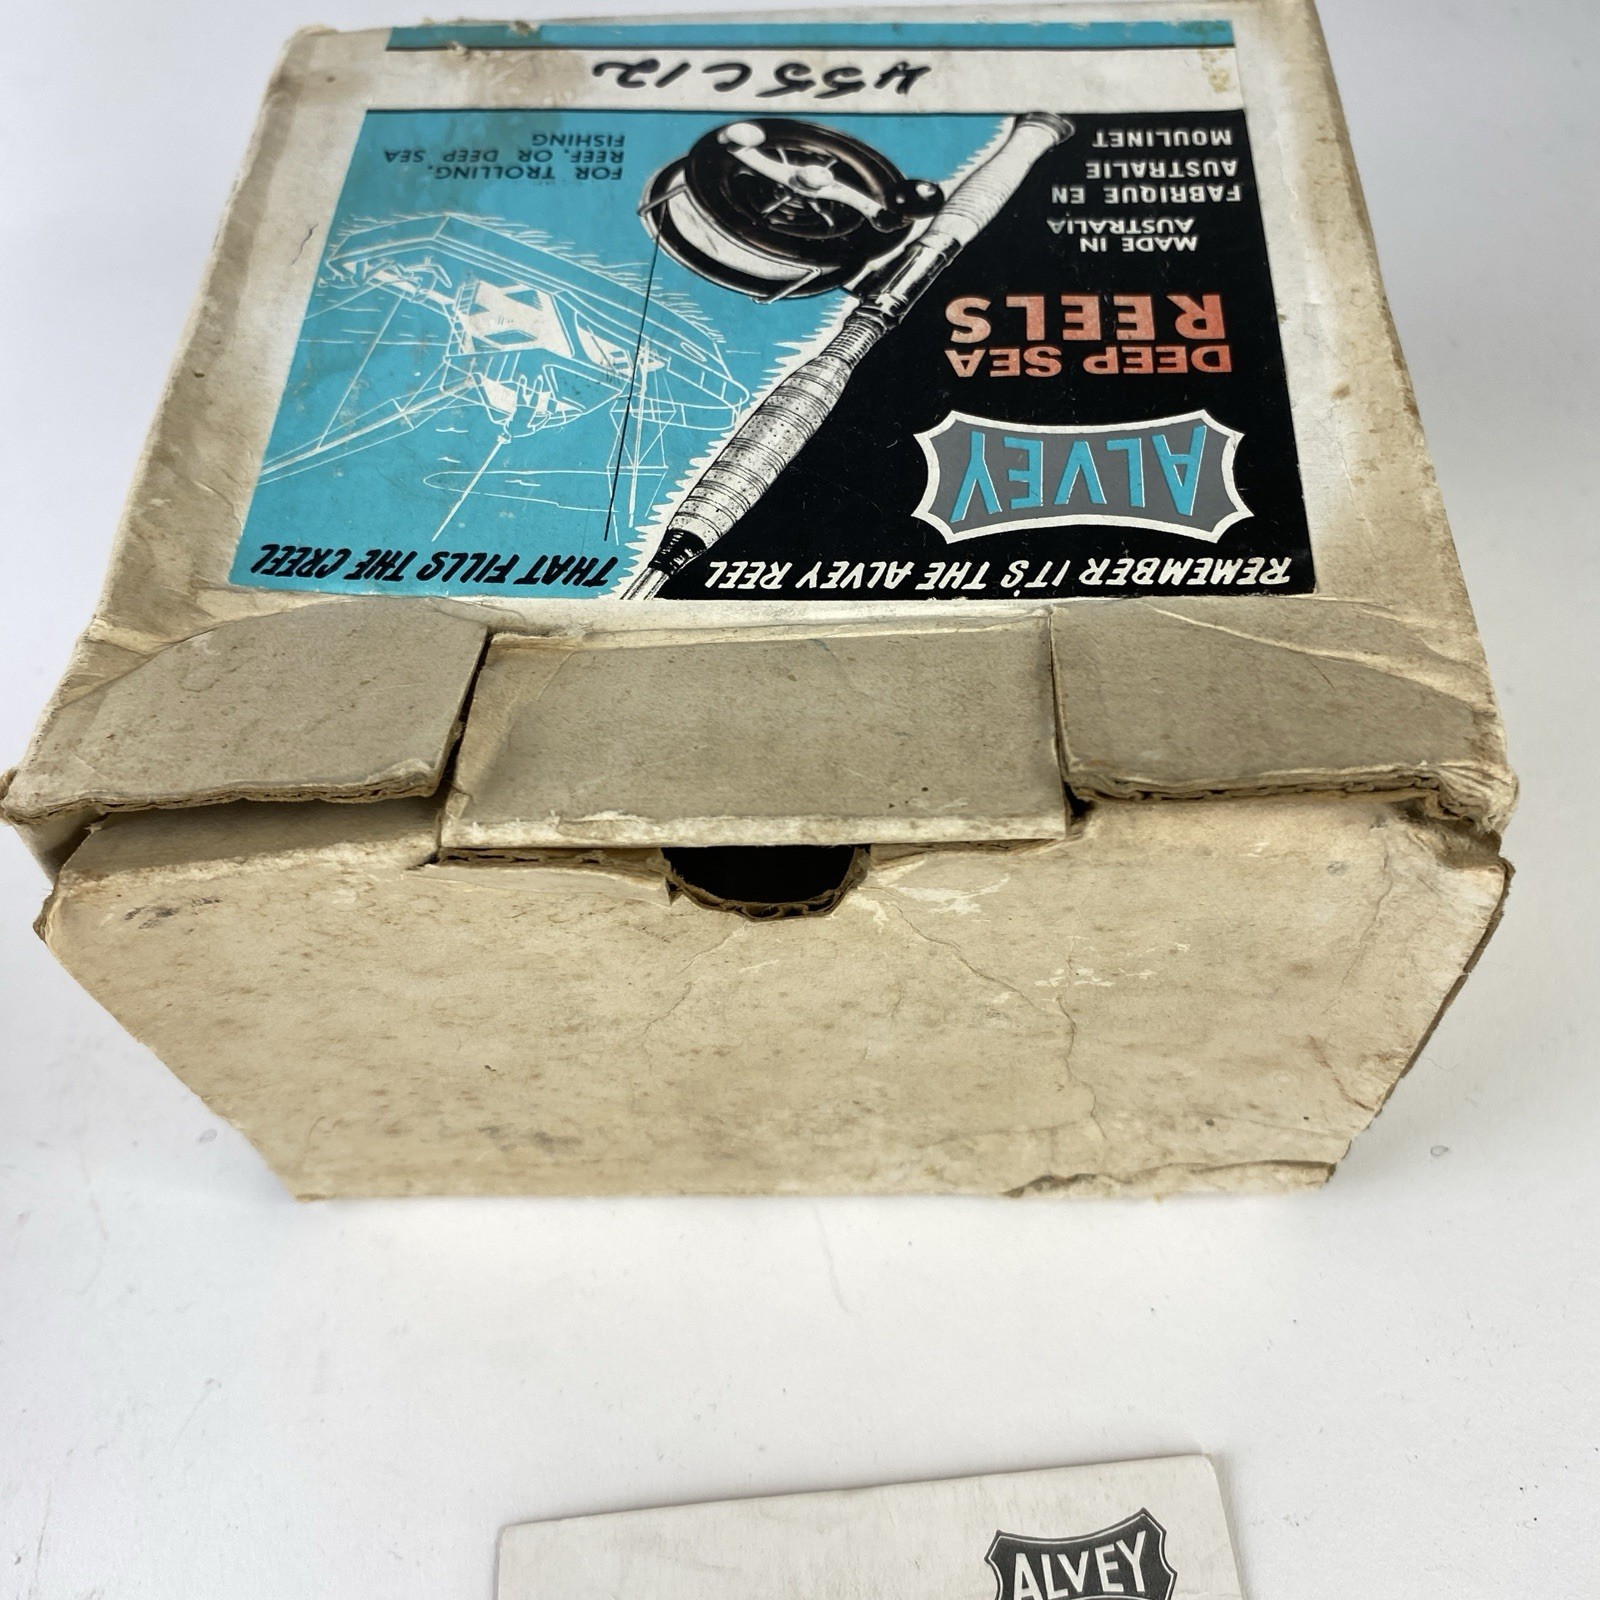 REMEMBER IT'S THE ALVEY REEL THAT FILLS THE CREEL
ALVEY
DEEP SEA
REELS
MADE IN
AUSTRALIA
FABRIQUE EN
AUSTRALIE
MOULINET
FOR TROLLING,
REEF, OR DEEP SEA
FISHING
455C12
ALVEY